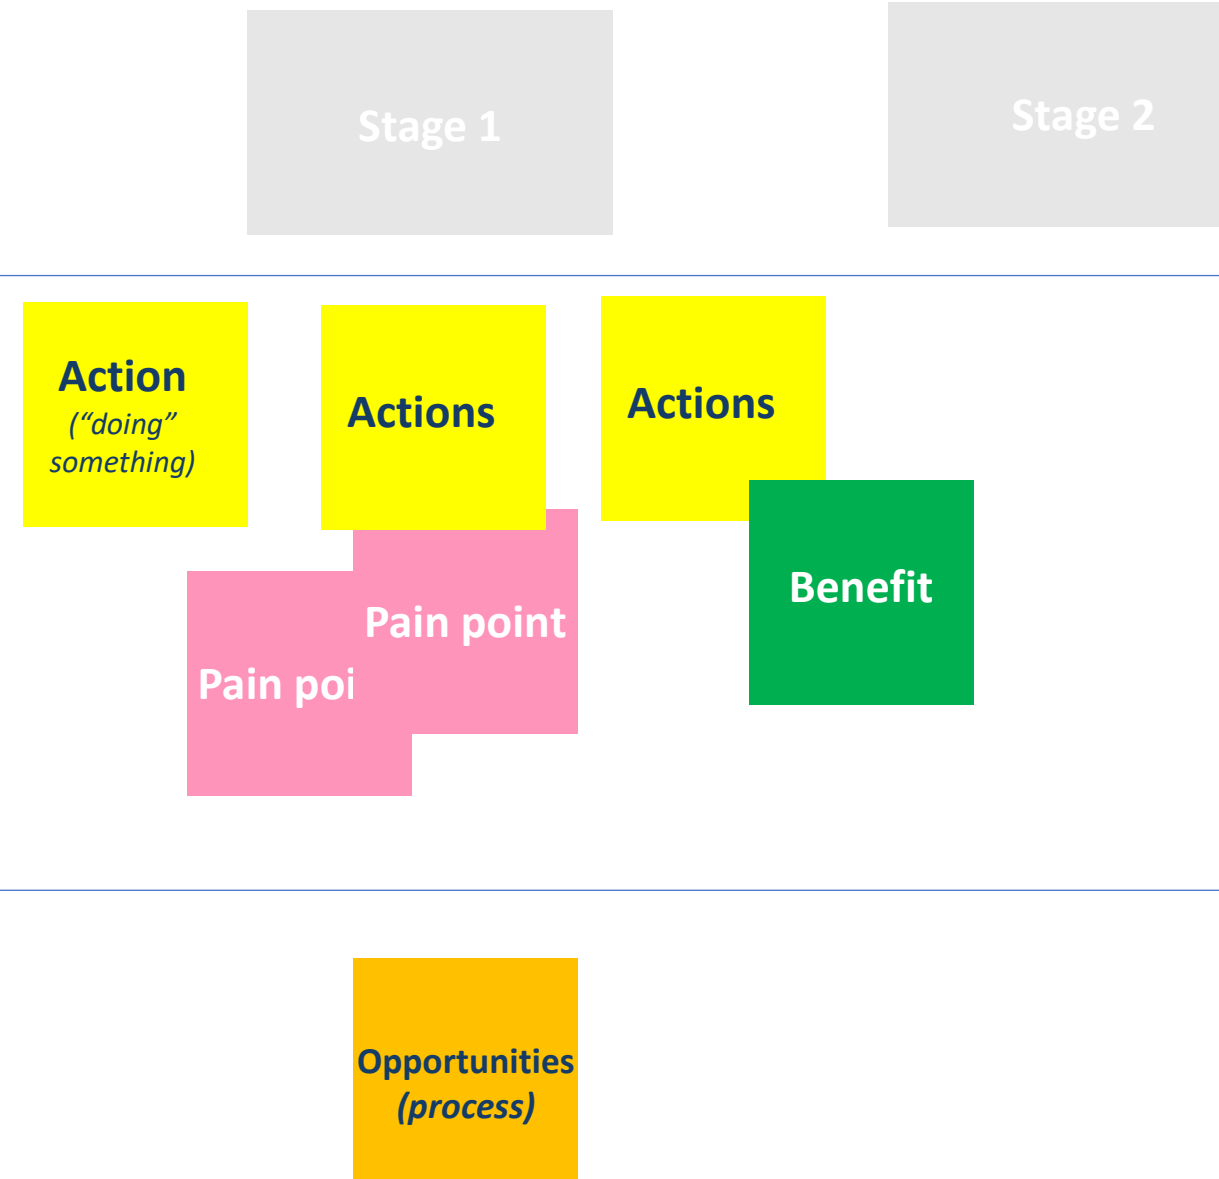 Stage 1
Stage 2
Action
(“doing”
something)
Actions
Actions
Pain point
Benefit
Pain poi
Opportunities
(process)